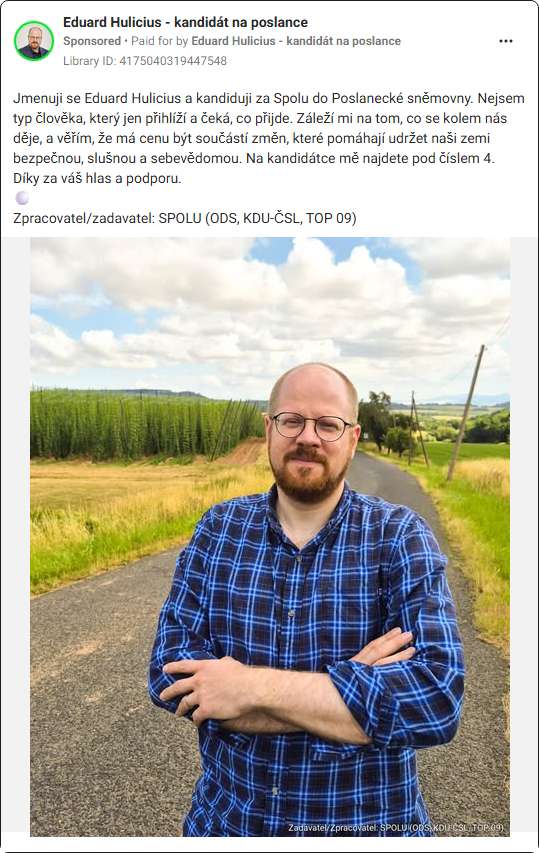 Eduard Hulicius - kandidát na poslance
Sponsored • Paid for by Eduard Hulicius - kandidát na poslance
Library ID: 4175040319447548
Jmenuji se Eduard Hulicius a kandiduji za Spolu do Poslanecké sněmovny. Nejsem
typ člověka, který jen přihlíží a čeká, co přijde. Záleží mi na tom, co se kolem nás
děje, a věřím, že má cenu být součástí změn, které pomáhají udržet naši zemi
bezpečnou, slušnou a sebevědomou. Na kandidátce mě najdete pod číslem 4.
Díky za váš hlas a podporu.
Zpracovatel/zadavatel: SPOLU (ODS, KDU-ČSL, TOP 09)
Zadavatel/Zpracovatel: SPOLU (ODS, KDU-ČSL, TOP 09)